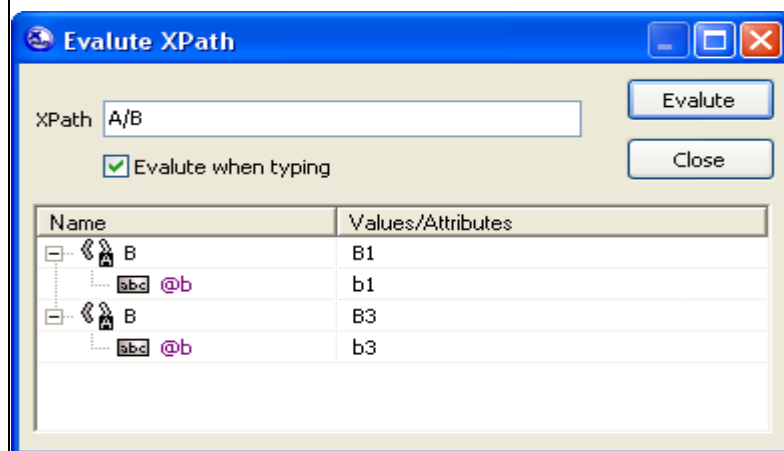 Evalute XPath
XPath A/B Evalute
Evalute when typing Close
Name Values/Attributes
B B1
abc @b b1
B B3
abc @b b3